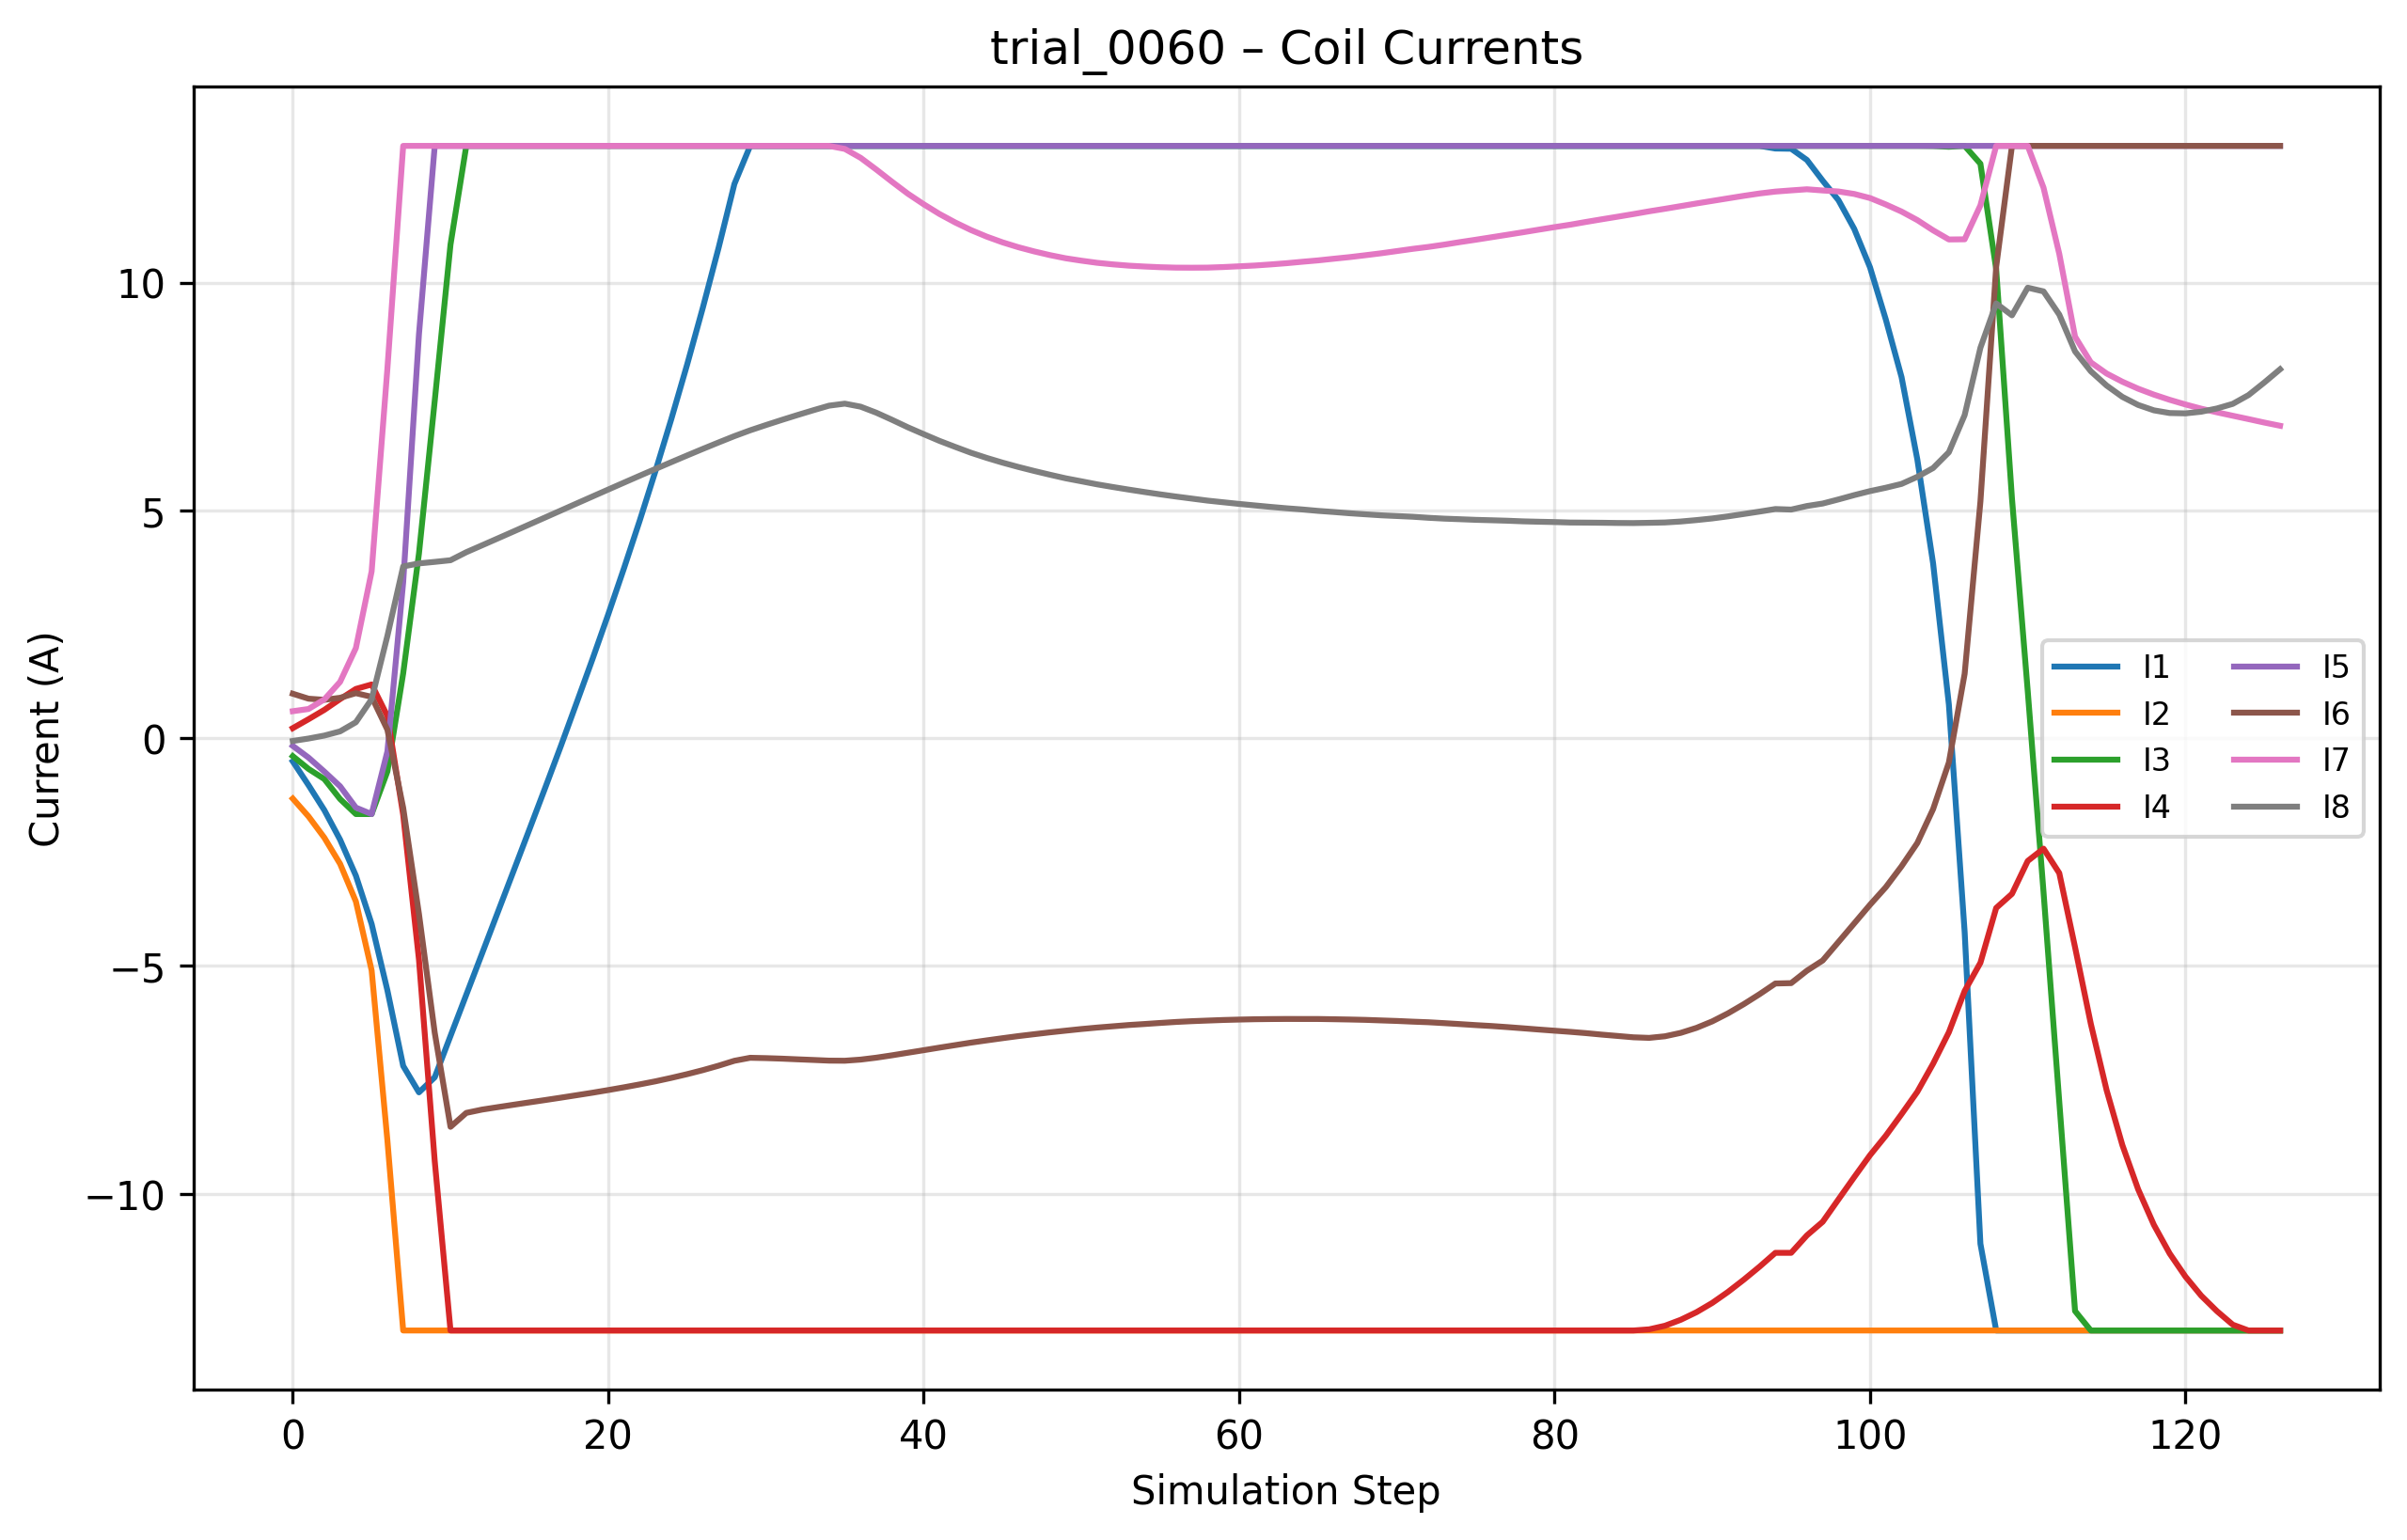 trial_0060 – Coil Currents
Current (A)
10
5
0
−5
−10
I1
I2
I3
I4
I5
I6
I7
I8
0
20
40
60
80
100
120
Simulation Step